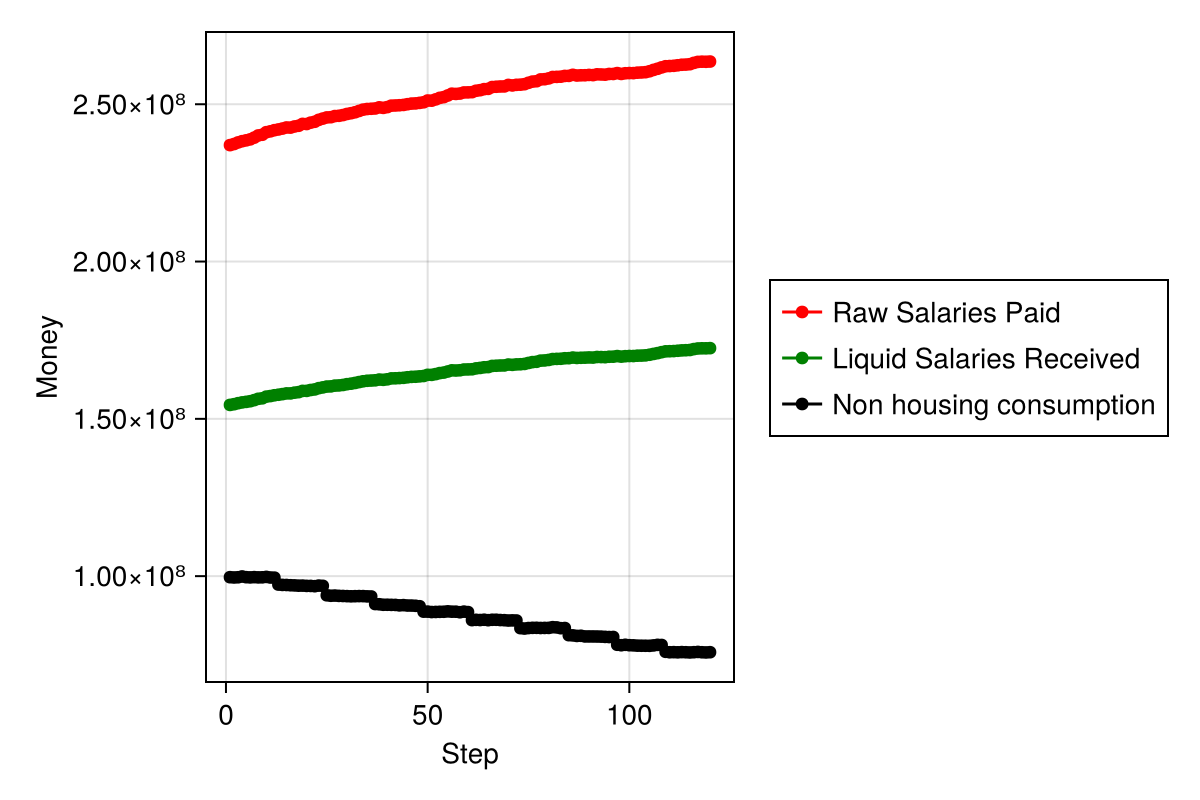 Money
2.50×10⁸
2.00×10⁸
1.50×10⁸
1.00×10⁸
0 50 100
Step
Raw Salaries Paid
Liquid Salaries Received
Non housing consumption